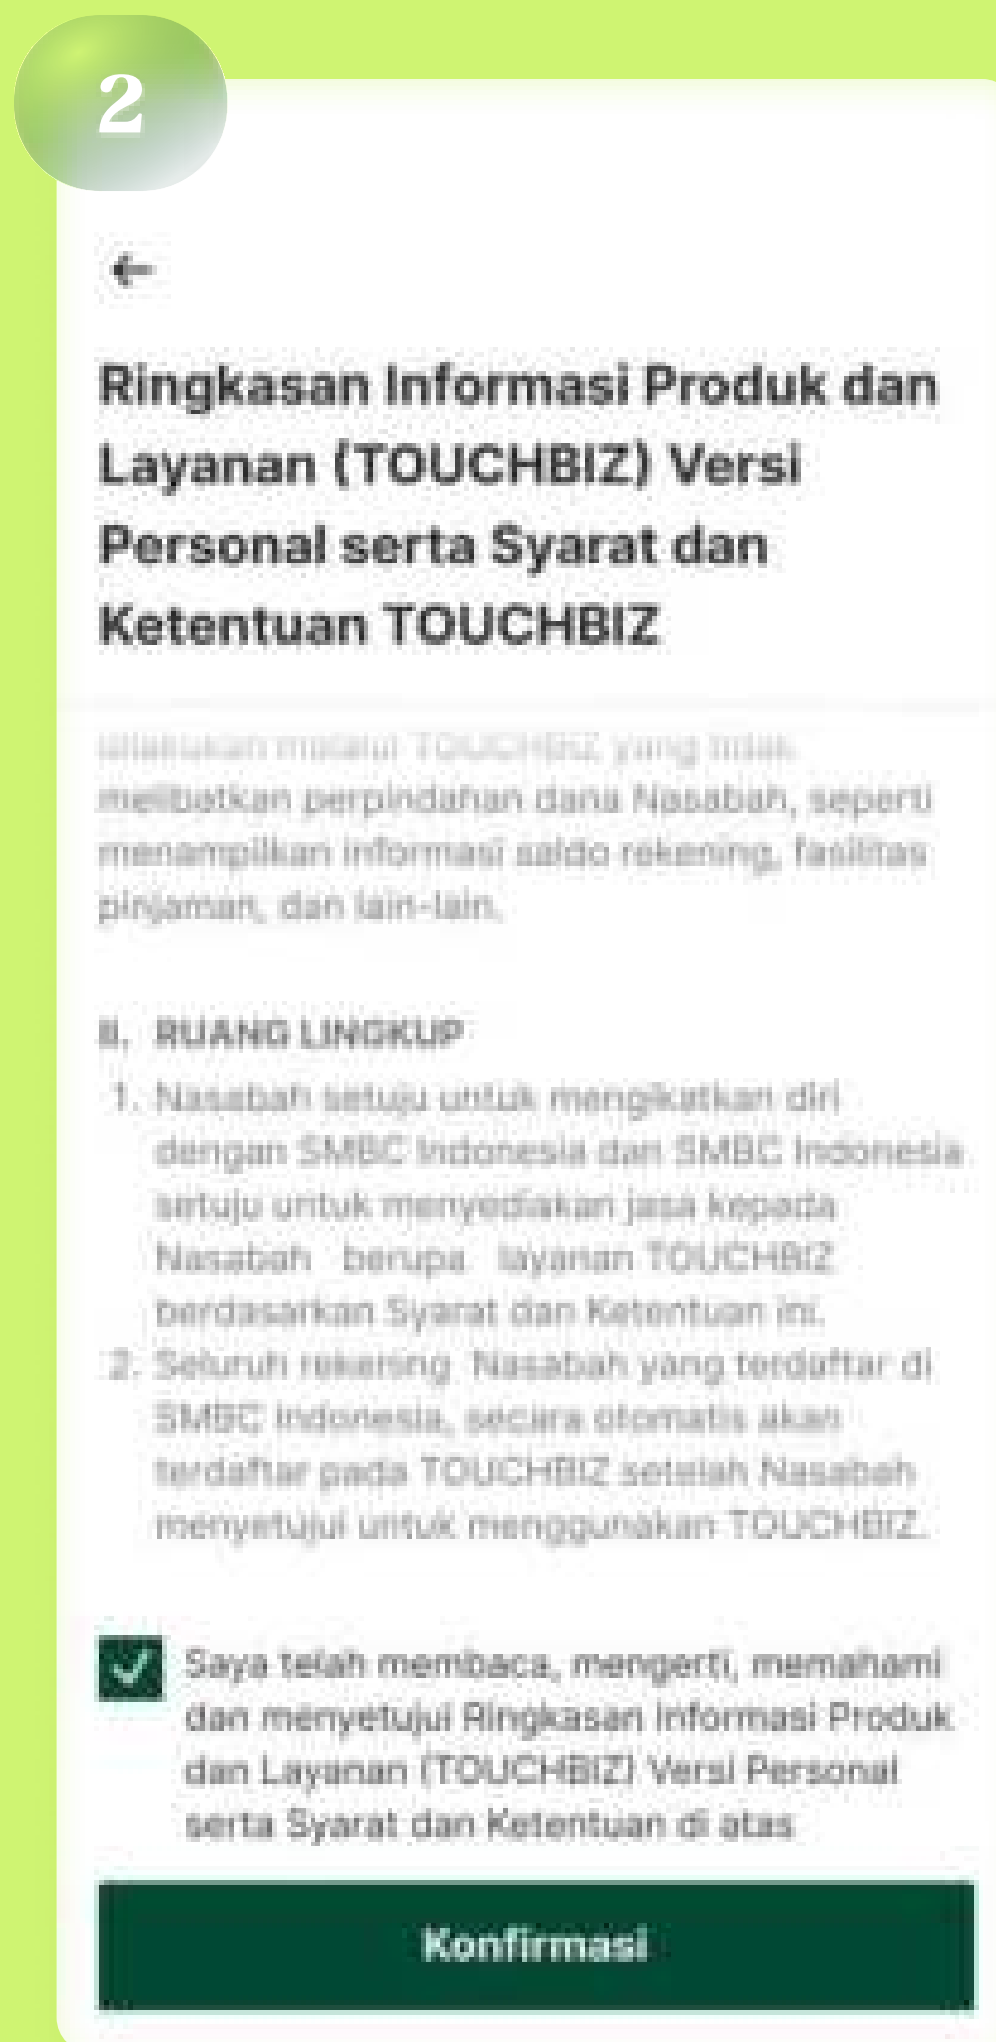 2
Ringkasan Informasi Produk dan
Layanan (TOUCHBIZ) Versi
Personal serta Syarat dan
Ketentuan TOUCHBIZ
dilakukan melalui TOUCHBIZ yang tidak
melibatkan perpindahan dana Nasabah, seperti
menampilkan informasi saldo rekening, fasilitas
pinjaman, dan lain-lain.
II. RUANG LINGKUP
1. Nasabah setuju untuk mengikatkan diri
dengan SMBC Indonesia dan SMBC Indonesia
setuju untuk menyediakan jasa kepada
Nasabah berupa layanan TOUCHBIZ
berdasarkan Syarat dan Ketentuan ini.
2. Seluruh rekening Nasabah yang terdaftar di
SMBC Indonesia, secara otomatis akan
terdaftar pada TOUCHBIZ setelah Nasabah
menyetujui untuk menggunakan TOUCHBIZ.
Saya telah membaca, mengerti, memahami
dan menyetujui Ringkasan Informasi Produk
dan Layanan (TOUCHBIZ) Versi Personal
serta Syarat dan Ketentuan di atas
Konfirmasi